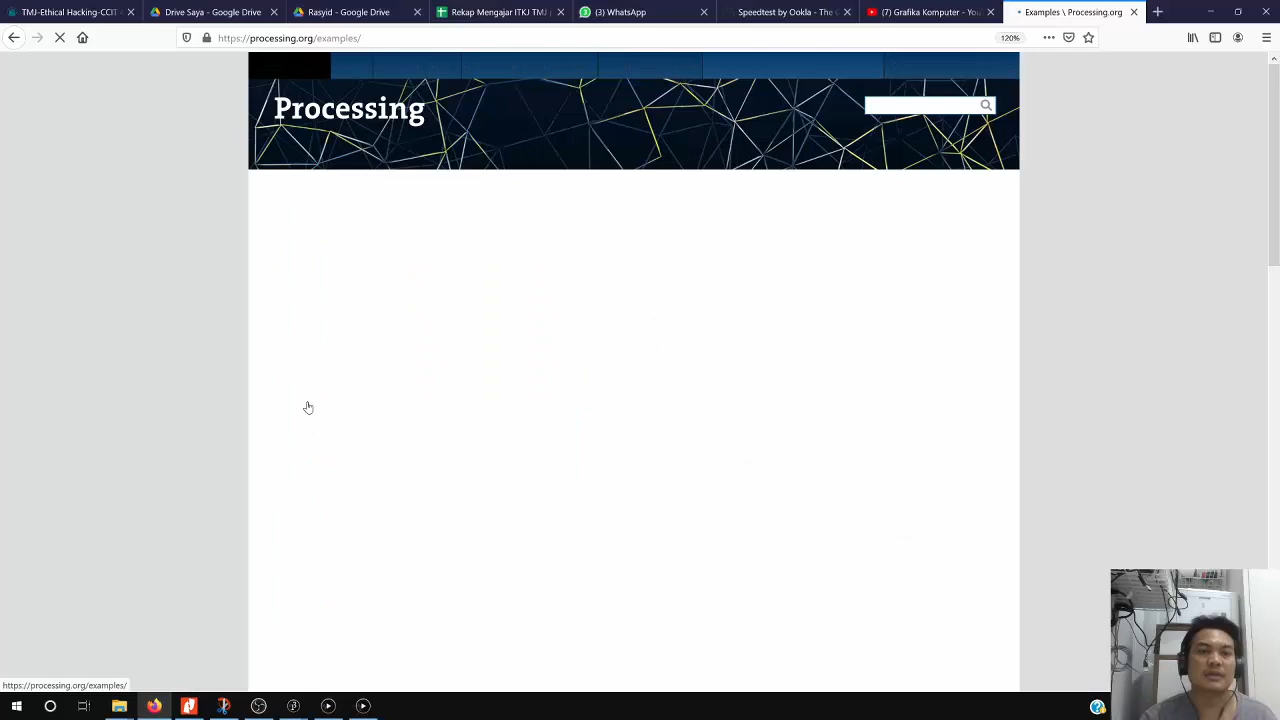 TMJ-Ethical Hacking-CCIT
Drive Saya - Google Drive
Rasyid - Google Drive
Rekap Mengajar ITKJ TMJ
(3) WhatsApp
Speedtest by Ookla - The
(7) Grafika Komputer - You
Examples \ Processing.org
https://processing.org/examples/
120%
Processing
https://processing.org/examples/